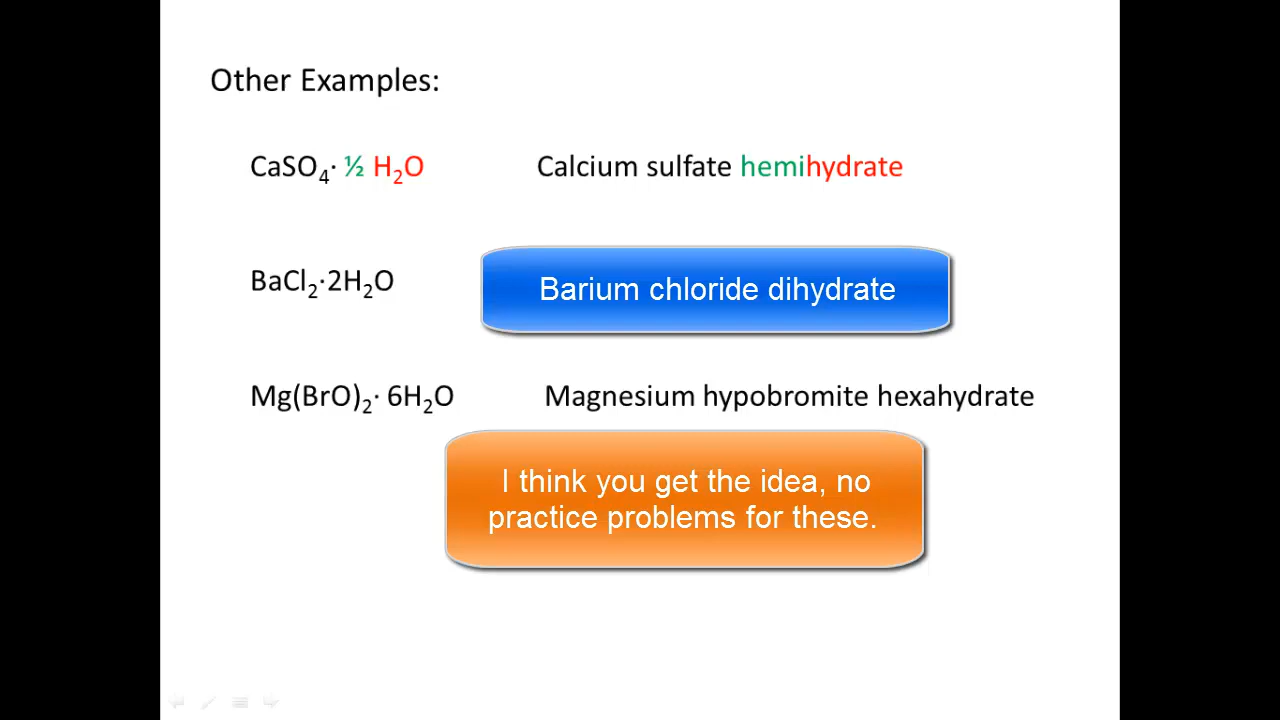 Other Examples:
CaSO₄· ½ H₂O Calcium sulfate hemihydrate
BaCl₂·2H₂O Barium chloride dihydrate
Mg(BrO)₂· 6H₂O Magnesium hypobromite hexahydrate
I think you get the idea, no
practice problems for these.